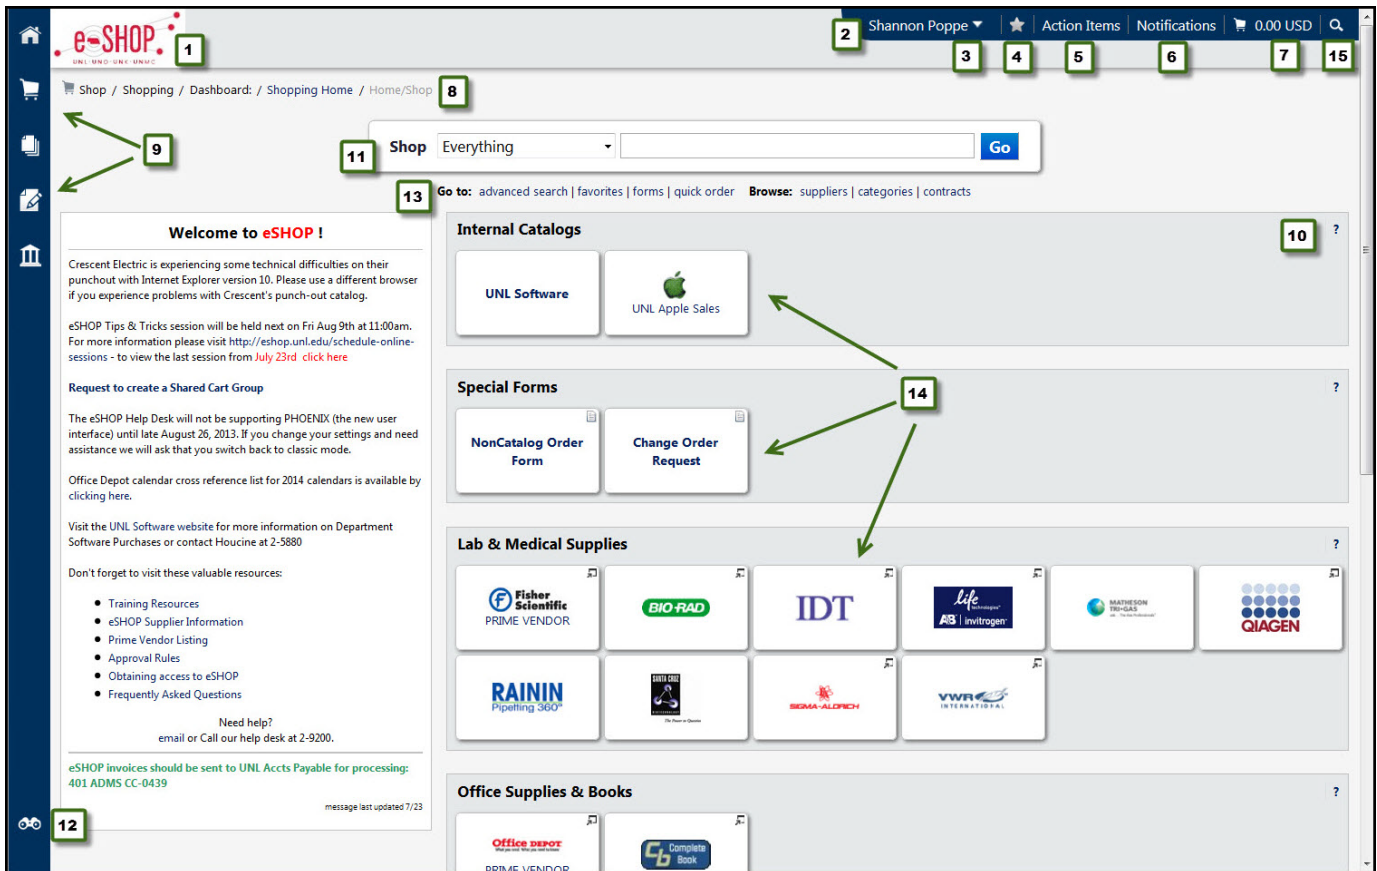 e-SHOP.
UNL·UNO·UNK·UNMC
1
2
Shannon Poppe
Action Items
Notifications
0.00 USD
3
4
5
6
7
15
Shop / Shopping / Dashboard: / Shopping Home / Home/Shop
8
9
11
Shop
Everything
Go
13
Go to: advanced search | favorites | forms | quick order Browse: suppliers | categories | contracts
Welcome to eSHOP !
Crescent Electric is experiencing some technical difficulties on their
punchout with Internet Explorer version 10. Please use a different browser
if you experience problems with Crescent's punch-out catalog.
eSHOP Tips & Tricks session will be held next on Fri Aug 9th at 11:00am.
For more information please visit http://eshop.unl.edu/schedule-online-
sessions - to view the last session from July 23rd click here
Request to create a Shared Cart Group
The eSHOP Help Desk will not be supporting PHOENIX (the new user
interface) until late August 26, 2013. If you change your settings and need
assistance we will ask that you switch back to classic mode.
Office Depot calendar cross reference list for 2014 calendars is available by
clicking here.
Visit the UNL Software website for more information on Department
Software Purchases or contact Houcine at 2-5880
Don't forget to visit these valuable resources:
Training Resources
eSHOP Supplier Information
Prime Vendor Listing
Approval Rules
Obtaining access to eSHOP
Frequently Asked Questions
Need help?
email or Call our help desk at 2-9200.
eSHOP invoices should be sent to UNL Accts Payable for processing:
401 ADMS CC-0439
message last updated 7/23
12
Internal Catalogs
10
?
UNL Software
UNL Apple Sales
14
Special Forms
?
NonCatalog Order
Form
Change Order
Request
Lab & Medical Supplies
?
Fisher
Scientific
PRIME VENDOR
BIO-RAD
IDT
life
technologies
AB invitrogen
MATHESON
TRI·GAS
QIAGEN
RAININ
Pipetting 360°
SANTA CRUZ
BIOTECHNOLOGY
The Power to Question
SIGMA-ALDRICH
VWR
INTERNATIONAL
Office Supplies & Books
?
Office DEPOT
PRIME VENDOR
Cb Complete
Book